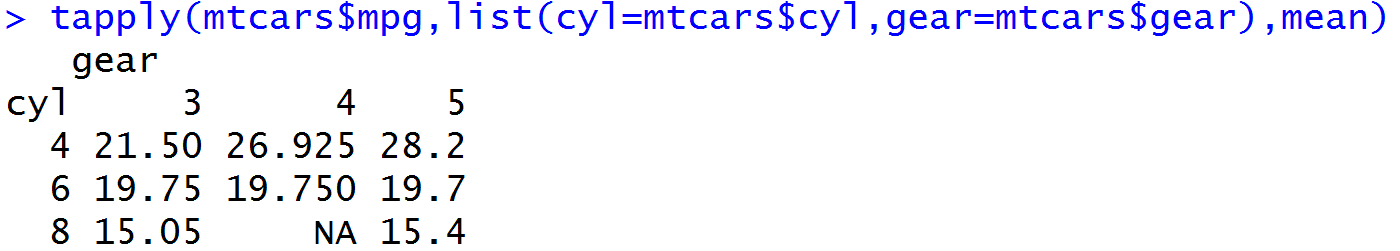 > tapply(mtcars$mpg,list(cyl=mtcars$cyl,gear=mtcars$gear),mean)
   gear
cyl     3      4    5
  4 21.50 26.925 28.2
  6 19.75 19.750 19.7
  8 15.05     NA 15.4